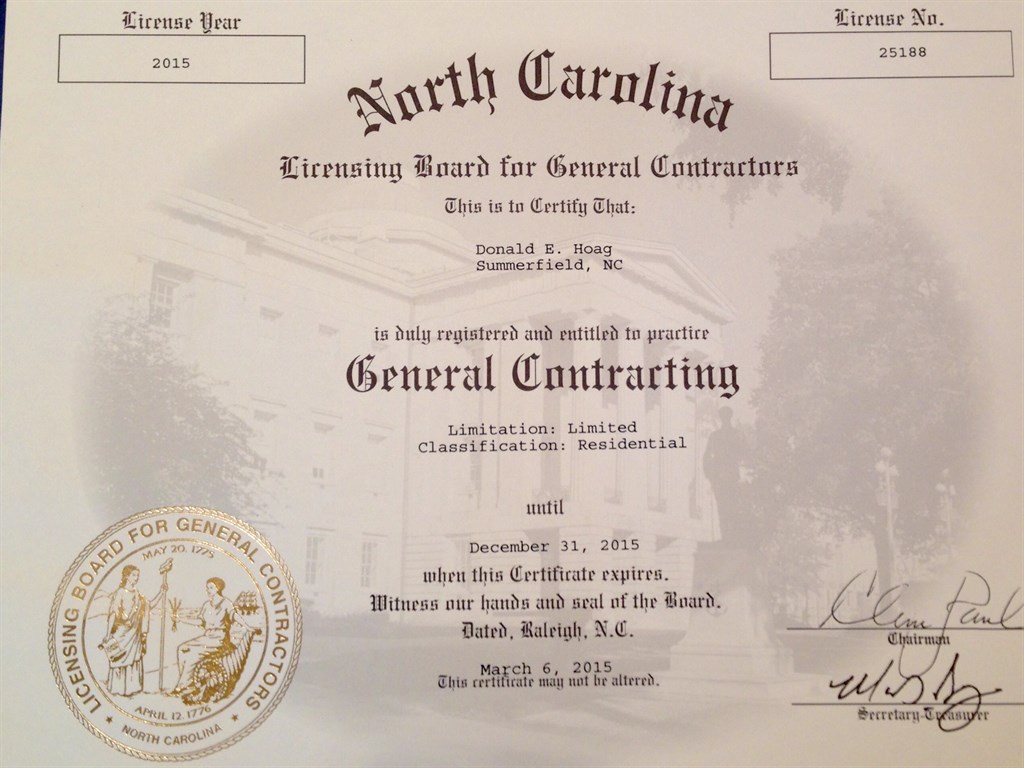 License Year
2015
License No.
25188
North Carolina
Licensing Board for General Contractors
This is to Certify That:
Donald E. Hoag
Summerfield, NC
is duly registered and entitled to practice
General Contracting
Limitation: Limited
Classification: Residential
until
December 31, 2015
when this Certificate expires.
Witness our hands and seal of the Board.
Dated, Raleigh, N.C.
March 6, 2015
This certificate may not be altered.
Chairman
Secretary-Treasurer
LICENSING BOARD FOR GENERAL CONTRACTORS
MAY 20, 1775
APRIL 12, 1776
NORTH CAROLINA